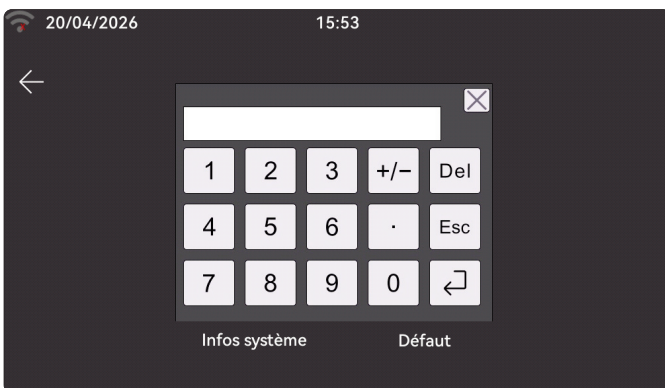 20/04/2026 15:53
1 2 3 +/- Del
4 5 6 . Esc
7 8 9 0
Infos système Défaut